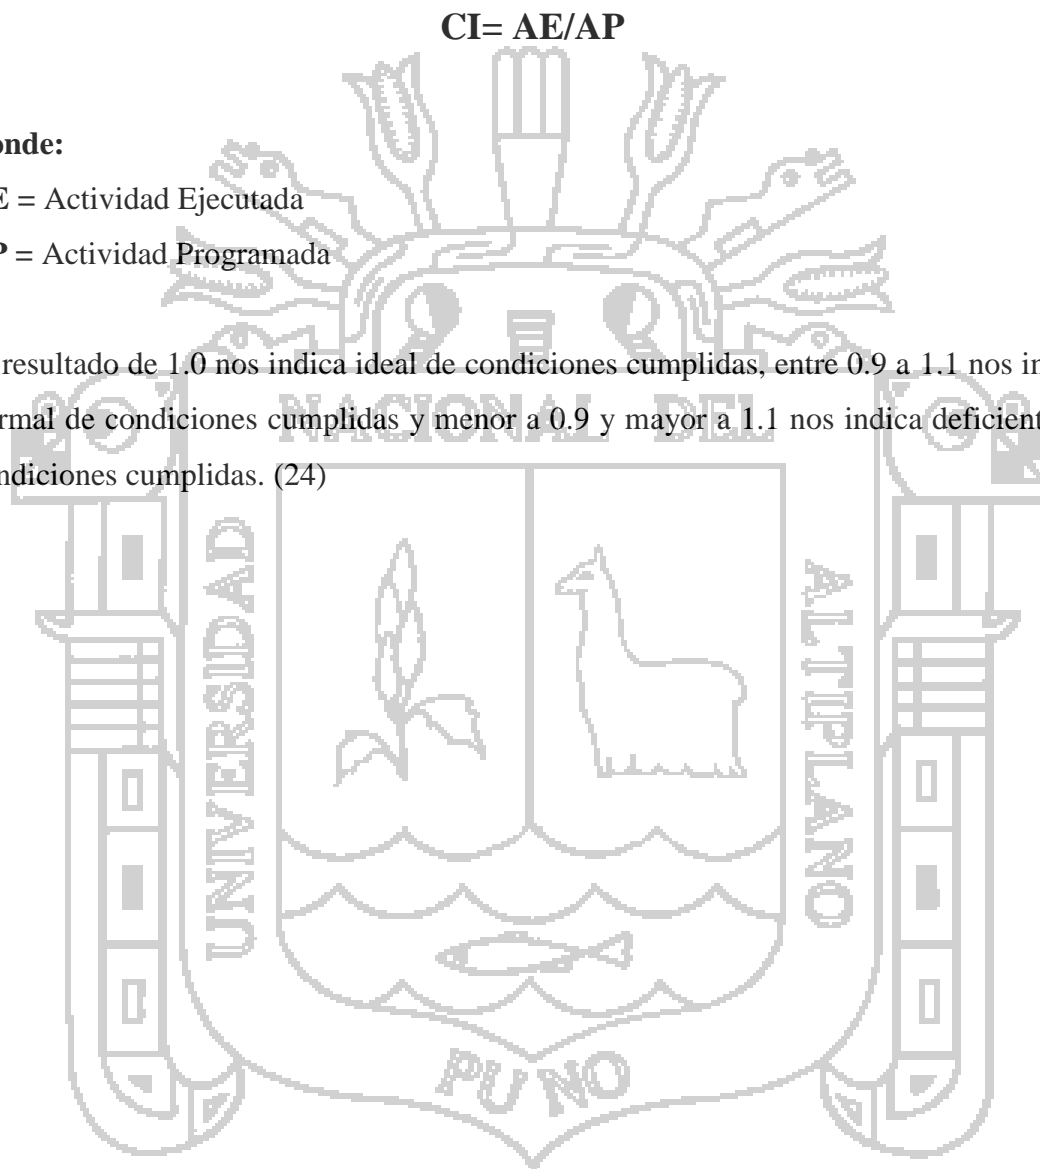 CI= AE/AP
onde:
E = Actividad Ejecutada
P = Actividad Programada
resultado de 1.0 nos indica ideal de condiciones cumplidas, entre 0.9 a 1.1 nos in
rmal de condiciones cumplidas y menor a 0.9 y mayor a 1.1 nos indica deficient
ndiciones cumplidas. (24)
NACIONAL DEL
UNIVERSIDAD
ALTIPLANO
PUNO